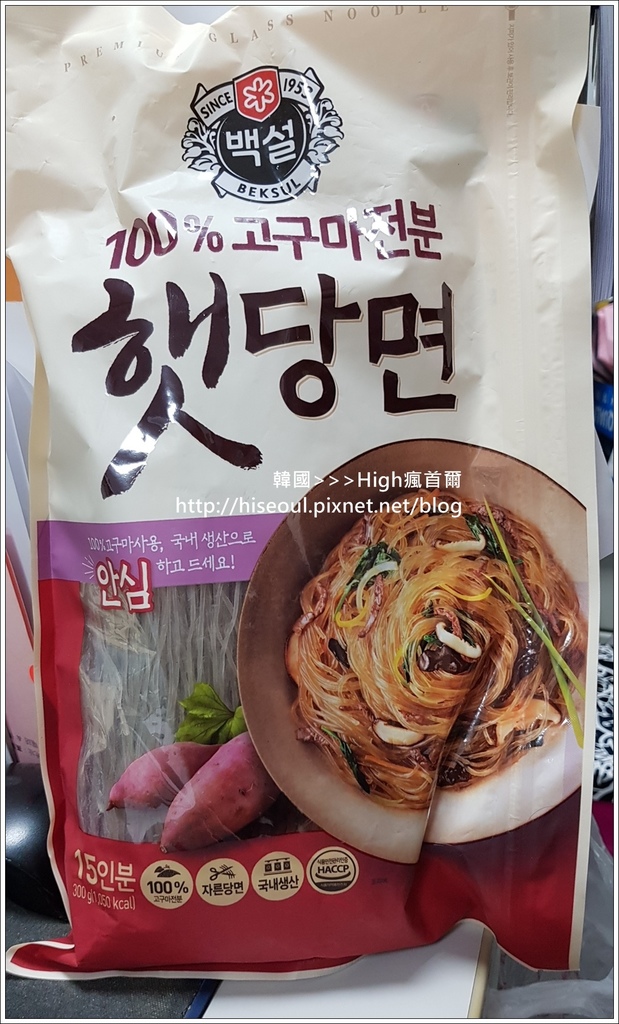 PREMIUM GLASS NOODLE
SINCE 1953
백설
BEKSUL
100% 고구마전분
햇당면
韓國>>>High瘋首爾
http://hiseoul.pixnet.net/blog
100% 고구마사용, 국내 생산으로
안심 하고 드세요!
15인분
300g(1,050 kcal)
100%
고구마전분
자른당면
국내생산
HACCP